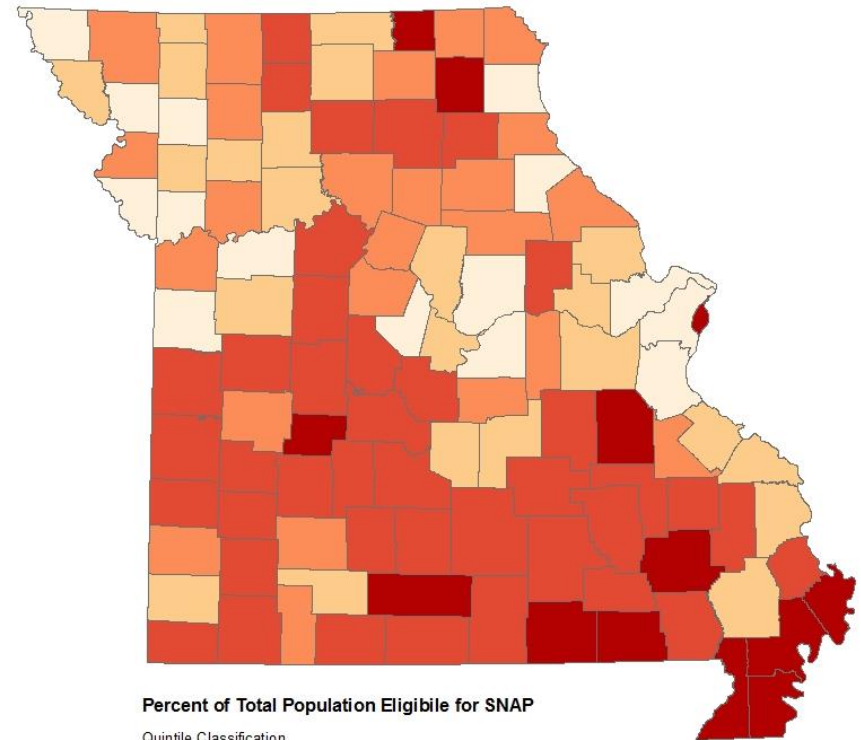 Percent of Total Population Eligibile for SNAP
Quintile Classification